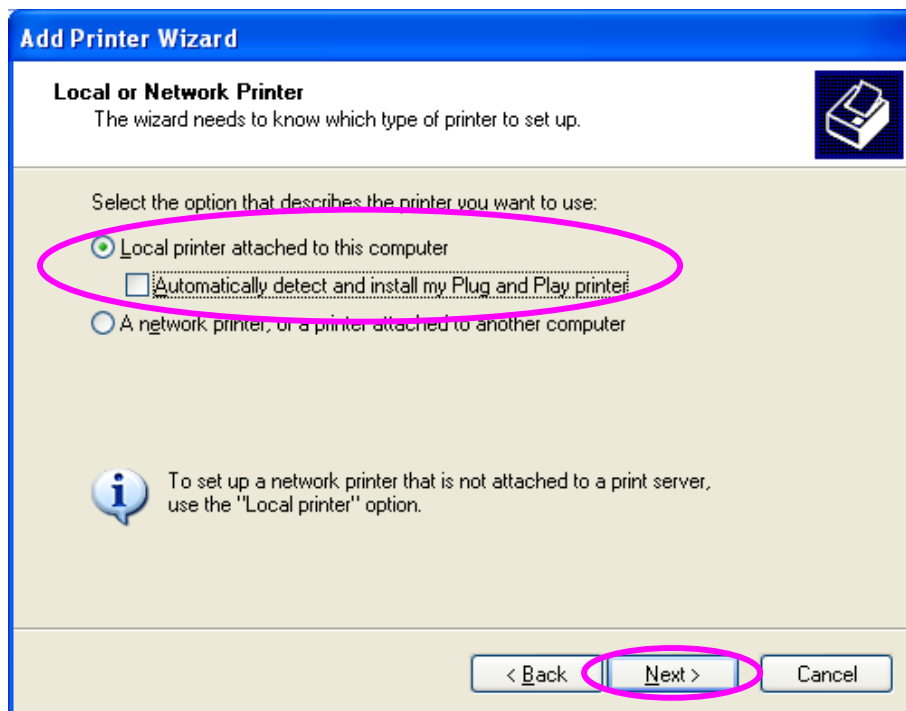 Add Printer Wizard
Local or Network Printer
The wizard needs to know which type of printer to set up.
Select the option that describes the printer you want to use:
Local printer attached to this computer
Automatically detect and install my Plug and Play printer
A network printer, or a printer attached to another computer
To set up a network printer that is not attached to a print server,
use the "Local printer" option.
< Back Next > Cancel